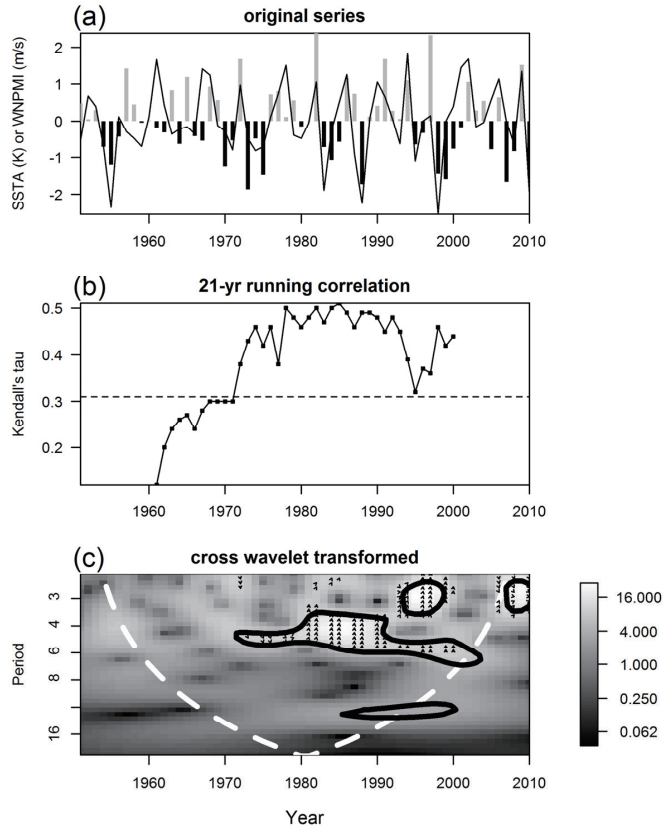 (a)
original series
SSTA (K) or WNPMI (m/s)
2
1
0
-1
-2
1960 1970 1980 1990 2000 2010
(b)
21-yr running correlation
Kendall's tau
0.5
0.4
0.3
0.2
1960 1970 1980 1990 2000 2010
(c)
cross wavelet transformed
Period
3
4
6
8
16
1960 1970 1980 1990 2000 2010
Year
16.000
4.000
1.000
0.250
0.062